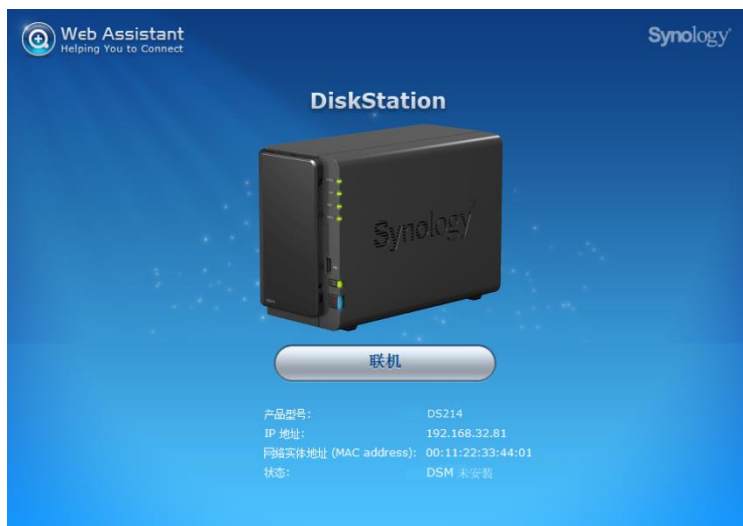 Web Assistant
Helping You to Connect
Synology
DiskStation
Synology
联机
产品型号: DS214
IP 地址: 192.168.32.81
网络实体地址 (MAC address): 00:11:22:33:44:01
状态: DSM 未安装